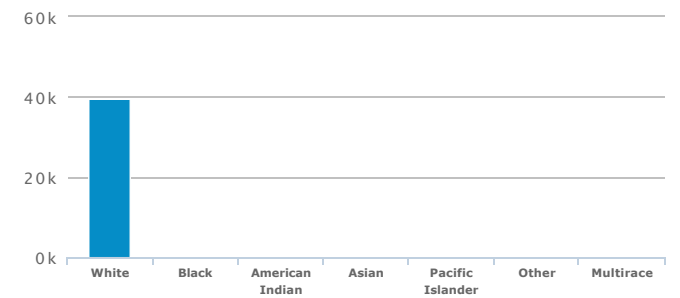 60k
40k
20k
0k
White
Black
American
Indian
Asian
Pacific
Islander
Other
Multirace